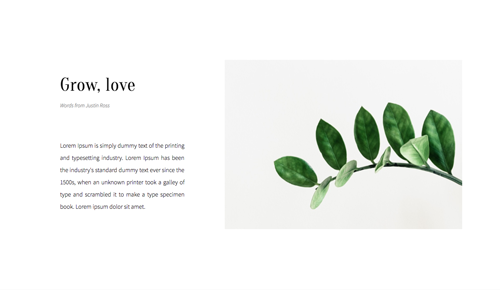 Grow, love
Words from Justin Ross
Lorem Ipsum is simply dummy text of the printing
and typesetting industry. Lorem Ipsum has been
the industry's standard dummy text ever since the
1500s, when an unknown printer took a galley of
type and scrambled it to make a type specimen
book. Lorem ipsum dolor sit amet.